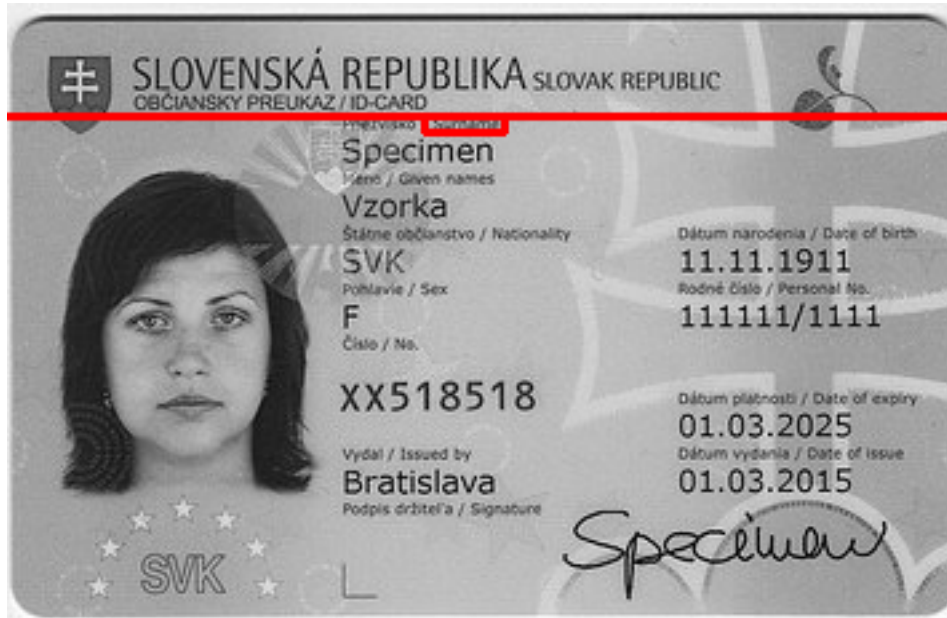 SLOVENSKÁ REPUBLIKA SLOVAK REPUBLIC
OBČIANSKY PREUKAZ / ID-CARD
Priezvisko / Surname
Specimen
Meno / Given names
Vzorka
Štátne občianstvo / Nationality
SVK
Pohlavie / Sex
F
Číslo / No.
XX518518
Vydal / Issued by
Bratislava
Podpis držiteľa / Signature
Dátum narodenia / Date of birth
11.11.1911
Rodné číslo / Personal No.
111111/1111
Dátum platnosti / Date of expiry
01.03.2025
Dátum vydania / Date of issue
01.03.2015
Specimen
SVK